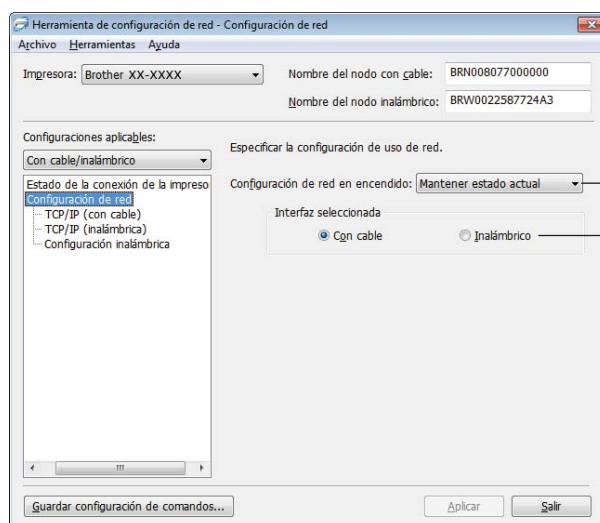 Herramienta de configuración de red - Configuración de red
Archivo Herramientas Ayuda
Impresora: Brother XX-XXXX
Nombre del nodo con cable: BRN008077000000
Nombre del nodo inalámbrico: BRW0022587724A3
Configuraciones aplicables:
Con cable/inalámbrico
Estado de la conexión de la impreso
Configuración de red
TCP/IP (con cable)
TCP/IP (inalámbrica)
Configuración inalámbrica
Especificar la configuración de uso de red.
Configuración de red en encendido: Mantener estado actual
Interfaz seleccionada
Con cable Inalámbrico
Guardar configuración de comandos... Aplicar Salir